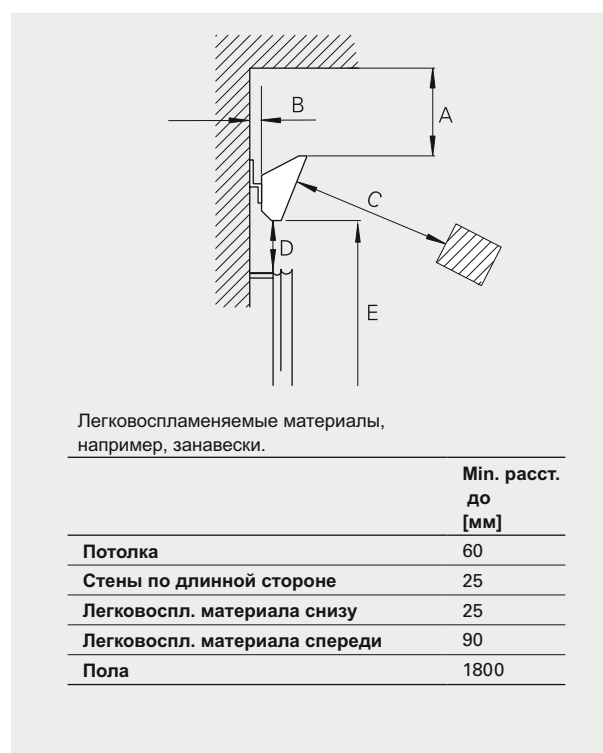 B
A
C
D
E
Легковоспламеняемые материалы,
например, занавески.
Min. расст.
до
[мм]
Потолка 60
Стены по длинной стороне 25
Легковоспл. материала снизу 25
Легковоспл. материала спереди 90
Пола 1800